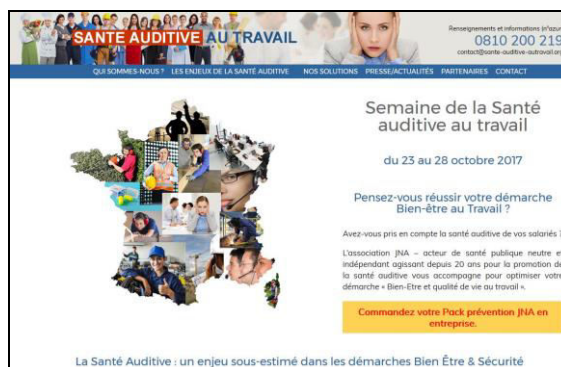 SANTE AUDITIVE AU TRAVAIL
Renseignements et informations (n°azur)
0810 200 219
contact@sante-auditive-autravail.org
QUI SOMMES-NOUS ? LES ENJEUX DE LA SANTÉ AUDITIVE NOS SOLUTIONS PRESSE/ACTUALITÉS PARTENAIRES CONTACT
Semaine de la Santé
auditive au travail
du 23 au 28 octobre 2017
Pensez-vous réussir votre démarche
Bien-être au Travail ?
Avez-vous pris en compte la santé auditive de vos salariés ?
L'association JNA – acteur de santé publique neutre et
indépendant agissant depuis 20 ans pour la promotion de
la santé auditive vous accompagne pour optimiser votre
démarche « Bien-Etre et qualité de vie au travail ».
Commandez votre Pack prévention JNA en
entreprise.
La Santé Auditive : un enjeu sous-estimé dans les démarches Bien Être & Sécurité